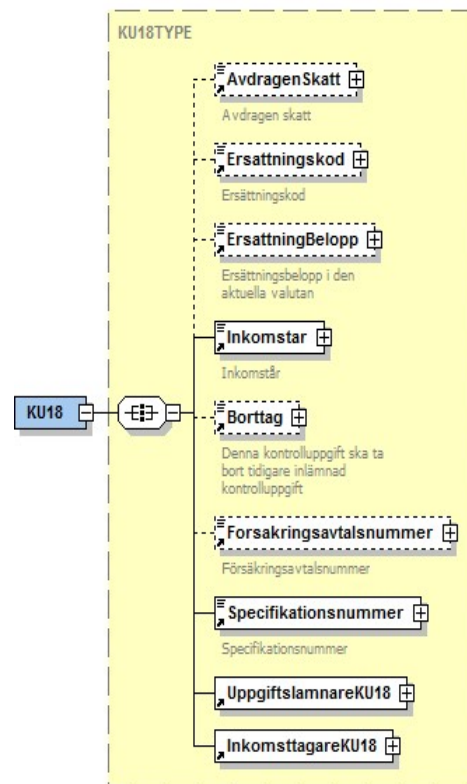 KU18TYPE
AvdragenSkatt
Avdragen skatt
Ersattningskod
Ersättningskod
ErsattningBelopp
Ersättningsbelopp i den
aktuella valutan
Inkomstar
Inkomstår
KU18
Borttag
Denna kontrolluppgift ska ta
bort tidigare inlämnad
kontrolluppgift
Forsakringsavtalsnummer
Försäkringsavtalsnummer
Specifikationsnummer
Specifikationsnummer
UppgiftslamnareKU18
InkomsttagareKU18